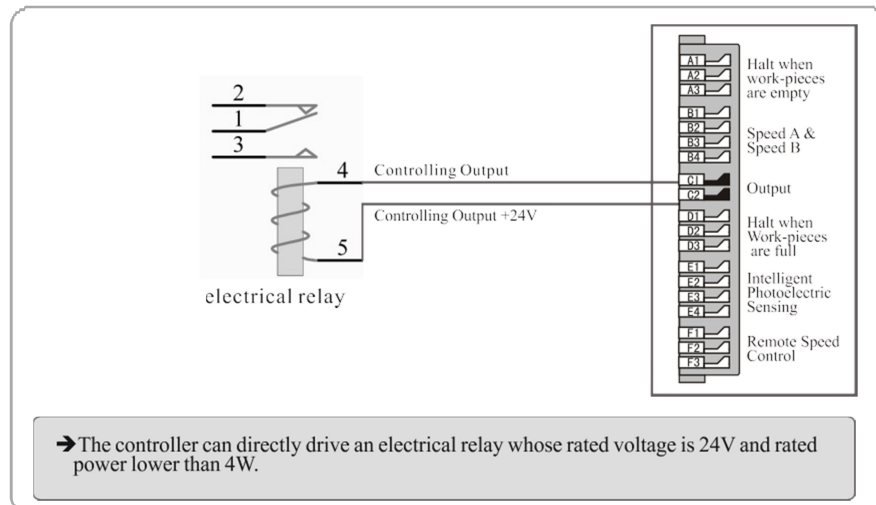 2
1
3
4
5
electrical relay
Controlling Output
Controlling Output +24V
A1
A2
A3
Halt when
work-pieces
are empty
B1
B2
B3
B4
Speed A &
Speed B
C1
C2
Output
D1
D2
D3
Halt when
Work-pieces
are full
E1
E2
E3
E4
Intelligent
Photoelectric
Sensing
F1
F2
F3
Remote Speed
Control
➔The controller can directly drive an electrical relay whose rated voltage is 24V and rated
power lower than 4W.